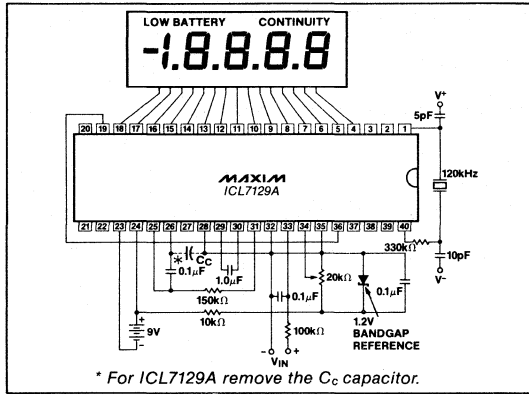 LOW BATTERY CONTINUITY
-1.8.8.8.8
V+
5pF
20 19 18 17 16 15 14 13 12 11 10 9 8 7 6 5 4 3 2 1
MAXIM
ICL7129A
120kHz
21 22 23 24 25 26 27 28 29 30 31 32 33 34 35 36 37 38 39 40
330kΩ
10pF
V-
* CC
0.1µF
1.0µF
20kΩ
0.1µF
0.1µF
150kΩ
10kΩ
100kΩ
1.2V
BANDGAP
REFERENCE
+
9V
-
- +
VIN
* For ICL7129A remove the Cc capacitor.